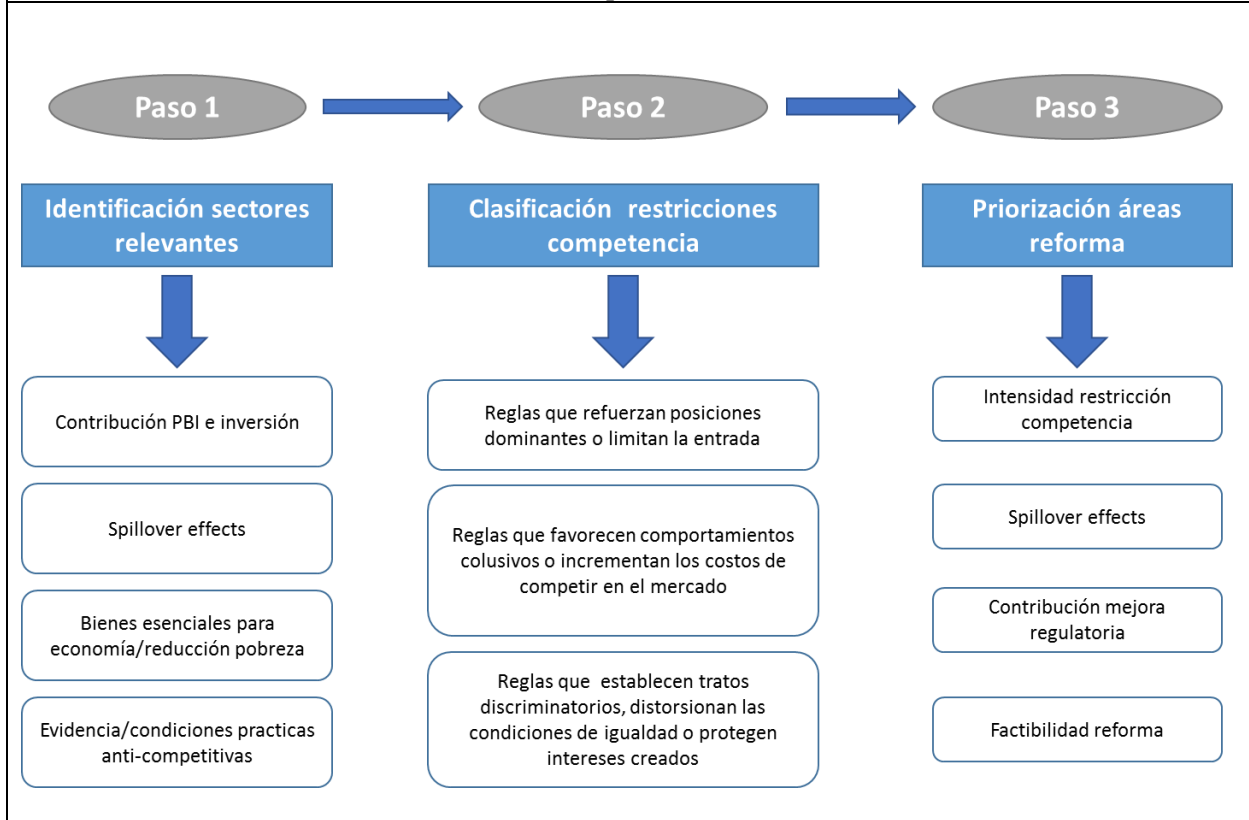 Paso 1
Paso 2
Paso 3
Identificación sectores
relevantes
Clasificación restricciones
competencia
Priorización áreas
reforma
Contribución PBI e inversión
Spillover effects
Bienes esenciales para
economía/reducción pobreza
Evidencia/condiciones practicas
anti-competitivas
Reglas que refuerzan posiciones
dominantes o limitan la entrada
Reglas que favorecen comportamientos
colusivos o incrementan los costos de
competir en el mercado
Reglas que establecen tratos
discriminatorios, distorsionan las
condiciones de igualdad o protegen
intereses creados
Intensidad restricción
competencia
Spillover effects
Contribución mejora
regulatoria
Factibilidad reforma